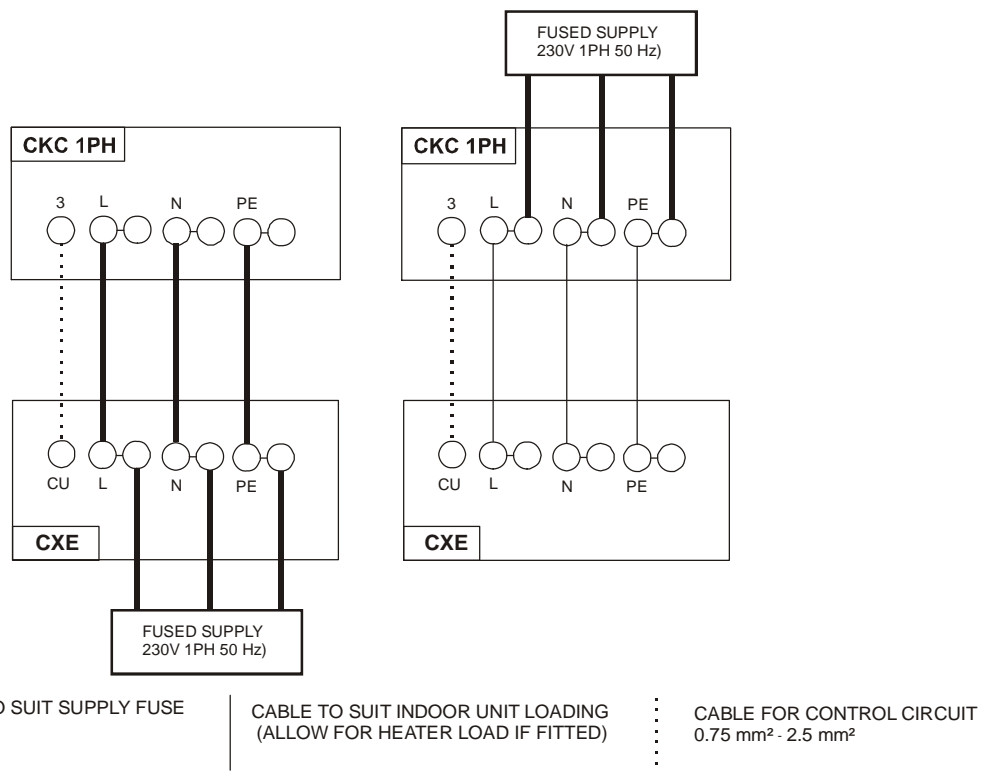 FUSED SUPPLY
230V 1PH 50 Hz)
CKC 1PH
3 L N PE
CU L N PE
CXE
FUSED SUPPLY
230V 1PH 50 Hz)
CKC 1PH
3 L N PE
CU L N PE
CXE
SUIT SUPPLY FUSE
CABLE TO SUIT INDOOR UNIT LOADING
(ALLOW FOR HEATER LOAD IF FITTED)
CABLE FOR CONTROL CIRCUIT
0.75 mm² - 2.5 mm²